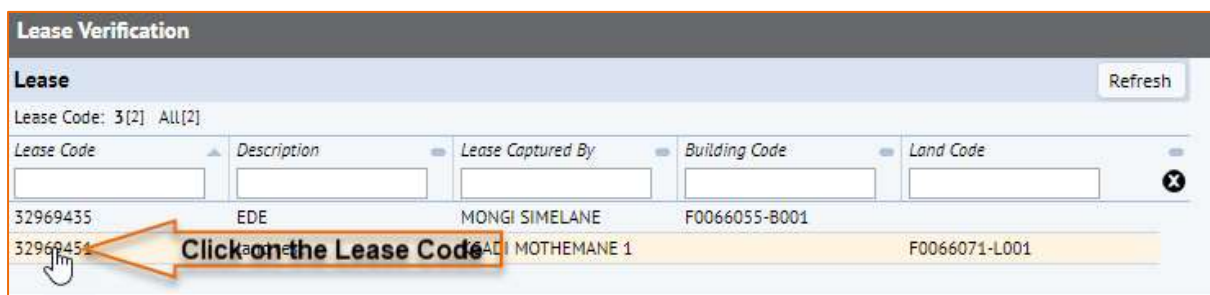 Lease Verification
Lease Refresh
Lease Code: 3[2] All[2]
Lease Code Description Lease Captured By Building Code Land Code
32969435 EDE MONGI SIMELANE F0066055-B001
32969451 Click on the Lease Code MOTHEMANE 1 F0066071-L001